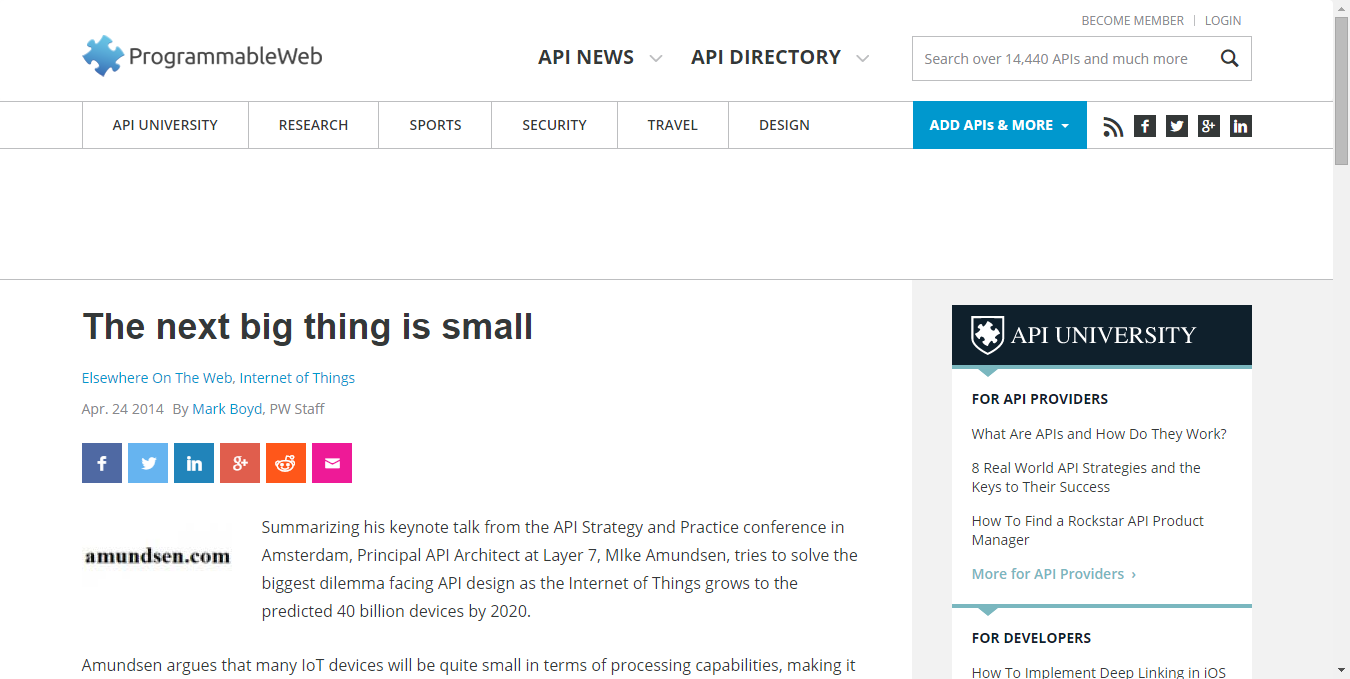 BECOME MEMBER | LOGIN
ProgrammableWeb
API NEWS
API DIRECTORY
Search over 14,440 APIs and much more
API UNIVERSITY
RESEARCH
SPORTS
SECURITY
TRAVEL
DESIGN
ADD APIs & MORE
The next big thing is small
Elsewhere On The Web, Internet of Things
Apr. 24 2014 By Mark Boyd, PW Staff
amundsen.com
Summarizing his keynote talk from the API Strategy and Practice conference in
Amsterdam, Principal API Architect at Layer 7, MIke Amundsen, tries to solve the
biggest dilemma facing API design as the Internet of Things grows to the
predicted 40 billion devices by 2020.
Amundsen argues that many IoT devices will be quite small in terms of processing capabilities, making it
API UNIVERSITY
FOR API PROVIDERS
What Are APIs and How Do They Work?
8 Real World API Strategies and the
Keys to Their Success
How To Find a Rockstar API Product
Manager
More for API Providers ›
FOR DEVELOPERS
How To Implement Deep Linking in iOS